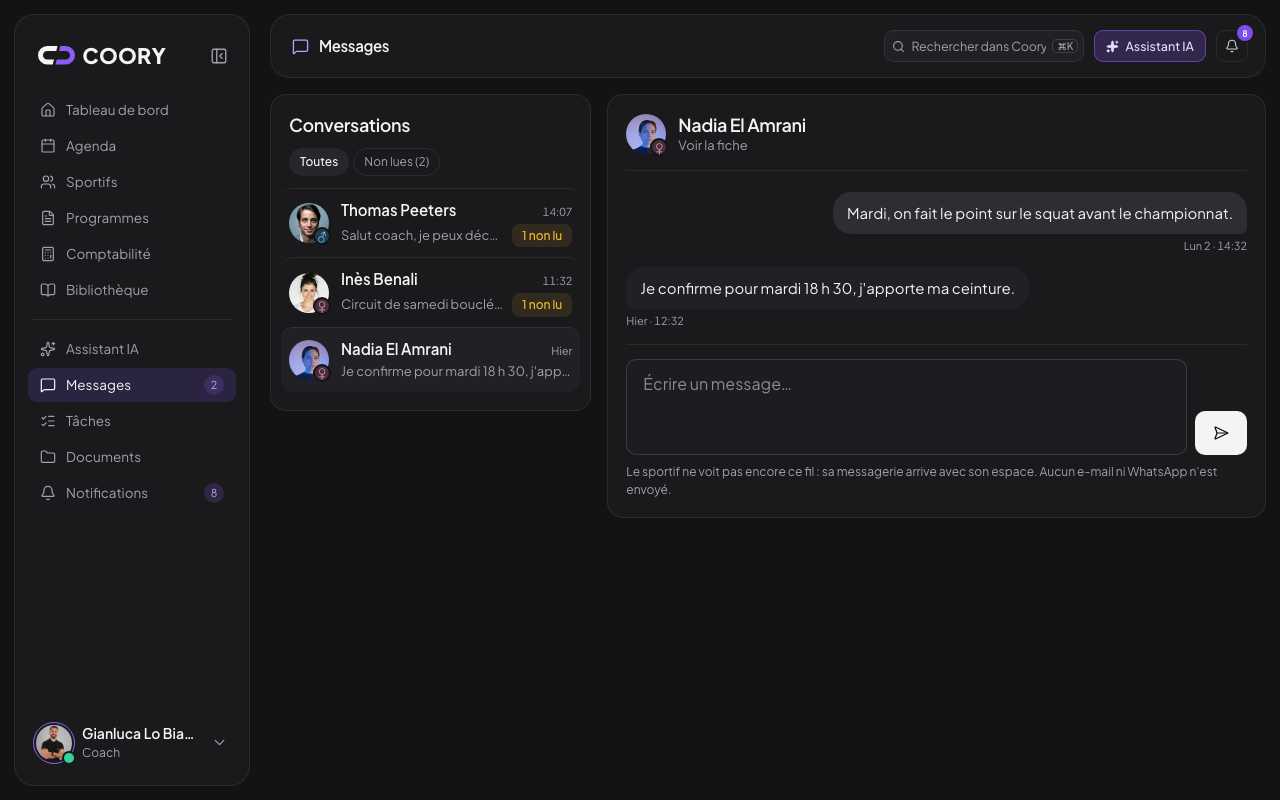 COORY
Tableau de bord
Agenda
Sportifs
Programmes
Comptabilité
Bibliothèque
Assistant IA
Messages 2
Tâches
Documents
Notifications 8
Gianluca Lo Bia...
Coach
Messages
Rechercher dans Coory ⌘K
Assistant IA
8
Conversations
Toutes
Non lues (2)
Thomas Peeters 14:07
Salut coach, je peux déc... 1 non lu
Inès Benali 11:32
Circuit de samedi bouclé... 1 non lu
Nadia El Amrani Hier
Je confirme pour mardi 18 h 30, j'app...
Nadia El Amrani
Voir la fiche
Mardi, on fait le point sur le squat avant le championnat.
Lun 2 · 14:32
Je confirme pour mardi 18 h 30, j'apporte ma ceinture.
Hier · 12:32
Écrire un message...
Le sportif ne voit pas encore ce fil : sa messagerie arrive avec son espace. Aucun e-mail ni WhatsApp n'est
envoyé.